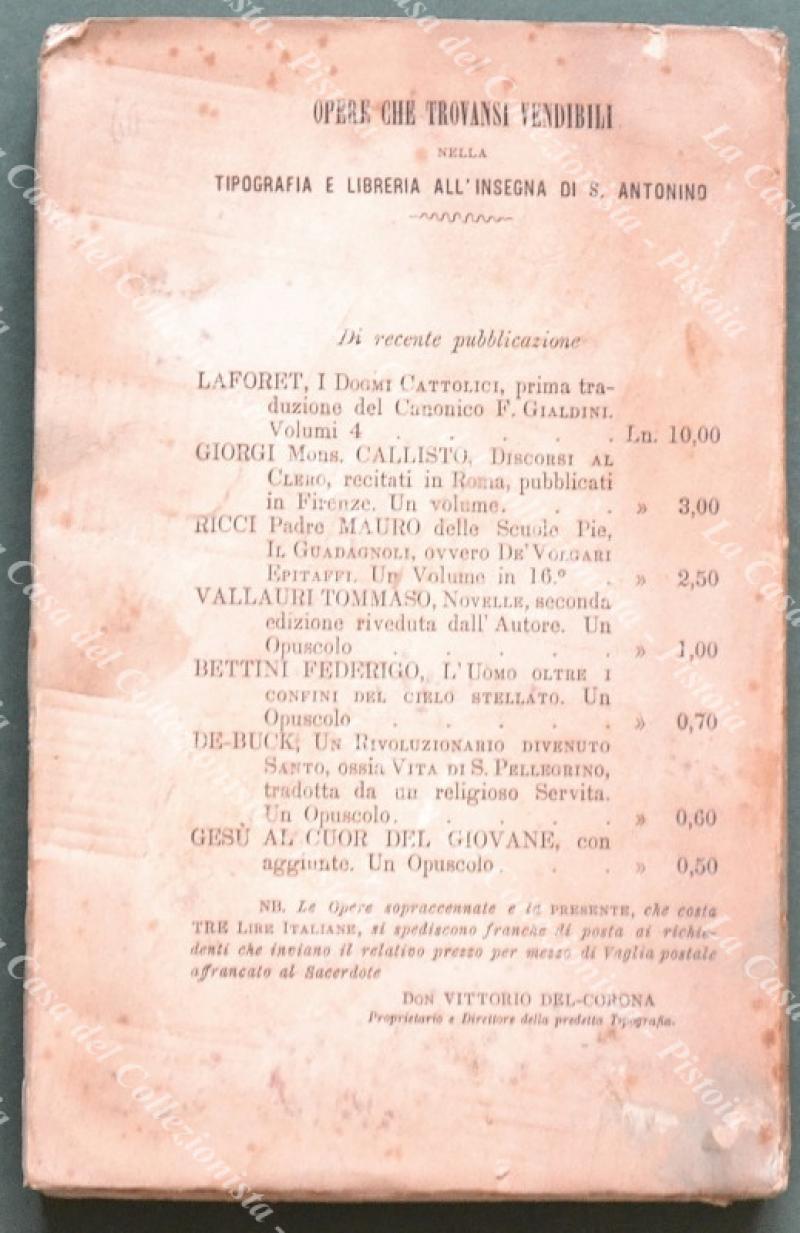 OPERE CHE TROVANSI VENDIBILI
NELLA
TIPOGRAFIA E LIBRERIA ALL'INSEGNA DI S. ANTONINO
Di recente pubblicazione
LAFORET, I DOGMI CATTOLICI, prima tra-
duzione del Canonico F. GIALDINI.
Volumi 4 . . . . . Ln. 10,00
GIORGI Mons. CALLISTO, DISCORSI AL
CLERO, recitati in Roma, pubblicati
in Firenze. Un volume. . . . » 3,00
RICCI Padre MAURO delle Scuole Pie,
IL GUADAGNOLI, ovvero DE' VOLGARI
EPITAFFI. Un Volume in 16.º . » 2,50
VALLAURI TOMMASO, NOVELLE, seconda
edizione riveduta dall' Autore. Un
Opuscolo . . . . . » 1,00
BETTINI FEDERIGO, L'UOMO OLTRE I
CONFINI DEL CIELO STELLATO. Un
Opuscolo . . . . . » 0,70
DE-BUCK, UN RIVOLUZIONARIO DIVENUTO
SANTO, ossia VITA DI S. PELLEGRINO,
tradotta da un religioso Servita.
Un Opuscolo. . . . . » 0,60
GESÙ AL CUOR DEL GIOVANE, con
aggiunte. Un Opuscolo . . . » 0,50
NB. Le Opere sopraccennate e la PRESENTE, che costa
TRE LIRE ITALIANE, si spediscono franche di posta ai richie-
denti che inviano il relativo prezzo per mezzo di Vaglia postale
affrancato al Sacerdote
DON VITTORIO DEL-CORONA
Proprietario e Direttore della predetta Tipografia.
La Casa del Collezionista - Pistoia